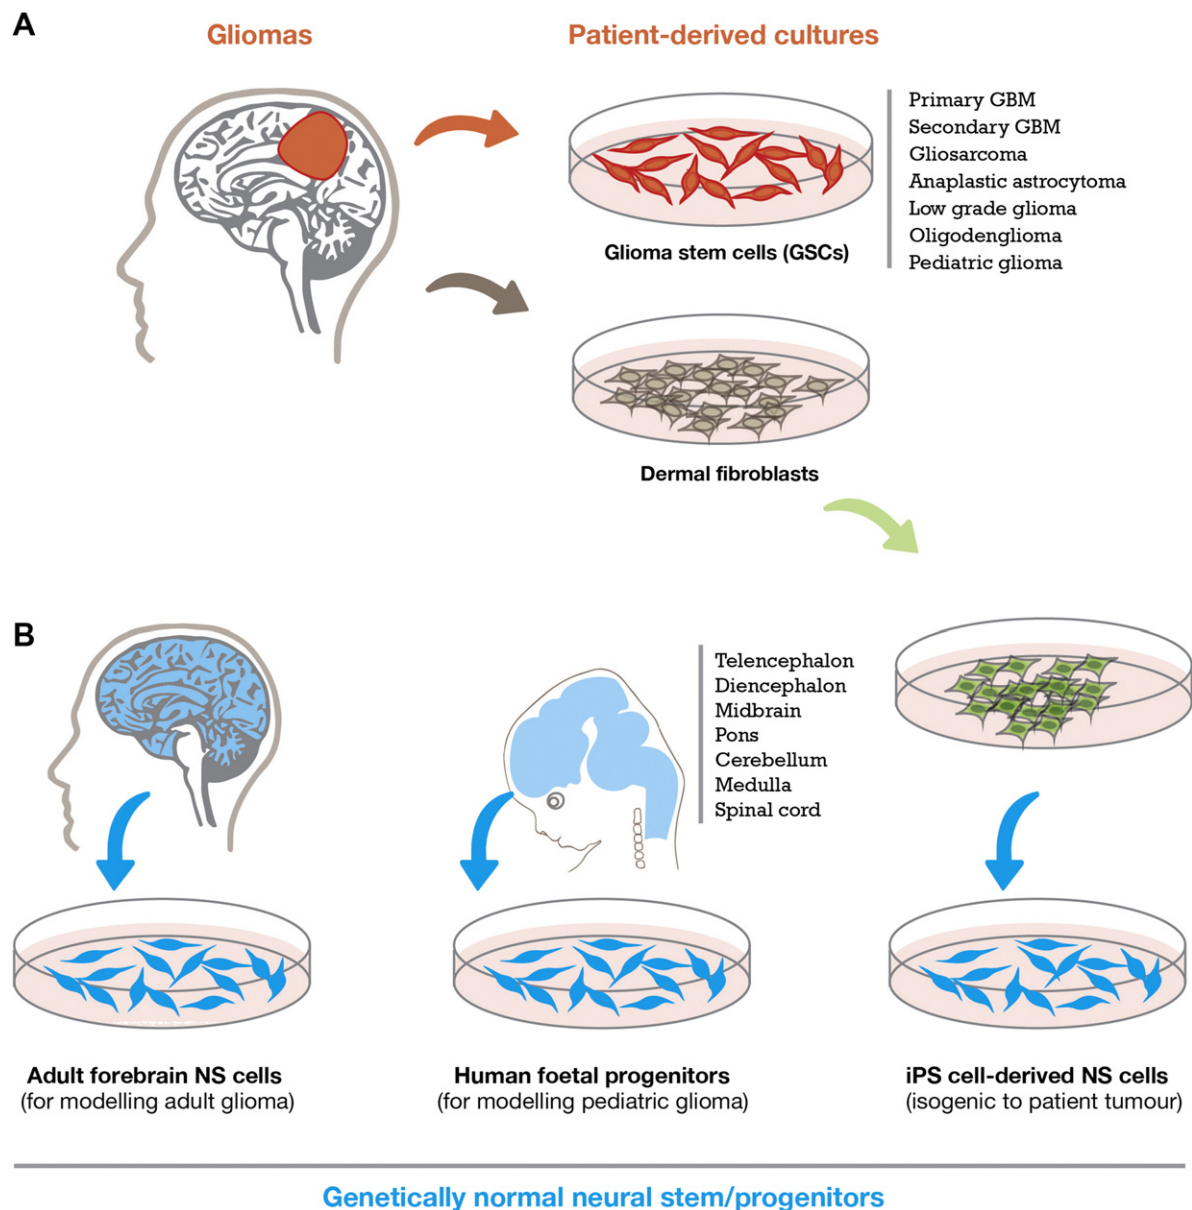 A
Gliomas
Patient-derived cultures
Primary GBM
Secondary GBM
Gliosarcoma
Anaplastic astrocytoma
Low grade glioma
Oligodenglioma
Pediatric glioma
Glioma stem cells (GSCs)
Dermal fibroblasts
B
Telencephalon
Diencephalon
Midbrain
Pons
Cerebellum
Medulla
Spinal cord
Adult forebrain NS cells
(for modelling adult glioma)
Human foetal progenitors
(for modelling pediatric glioma)
iPS cell-derived NS cells
(isogenic to patient tumour)
Genetically normal neural stem/progenitors